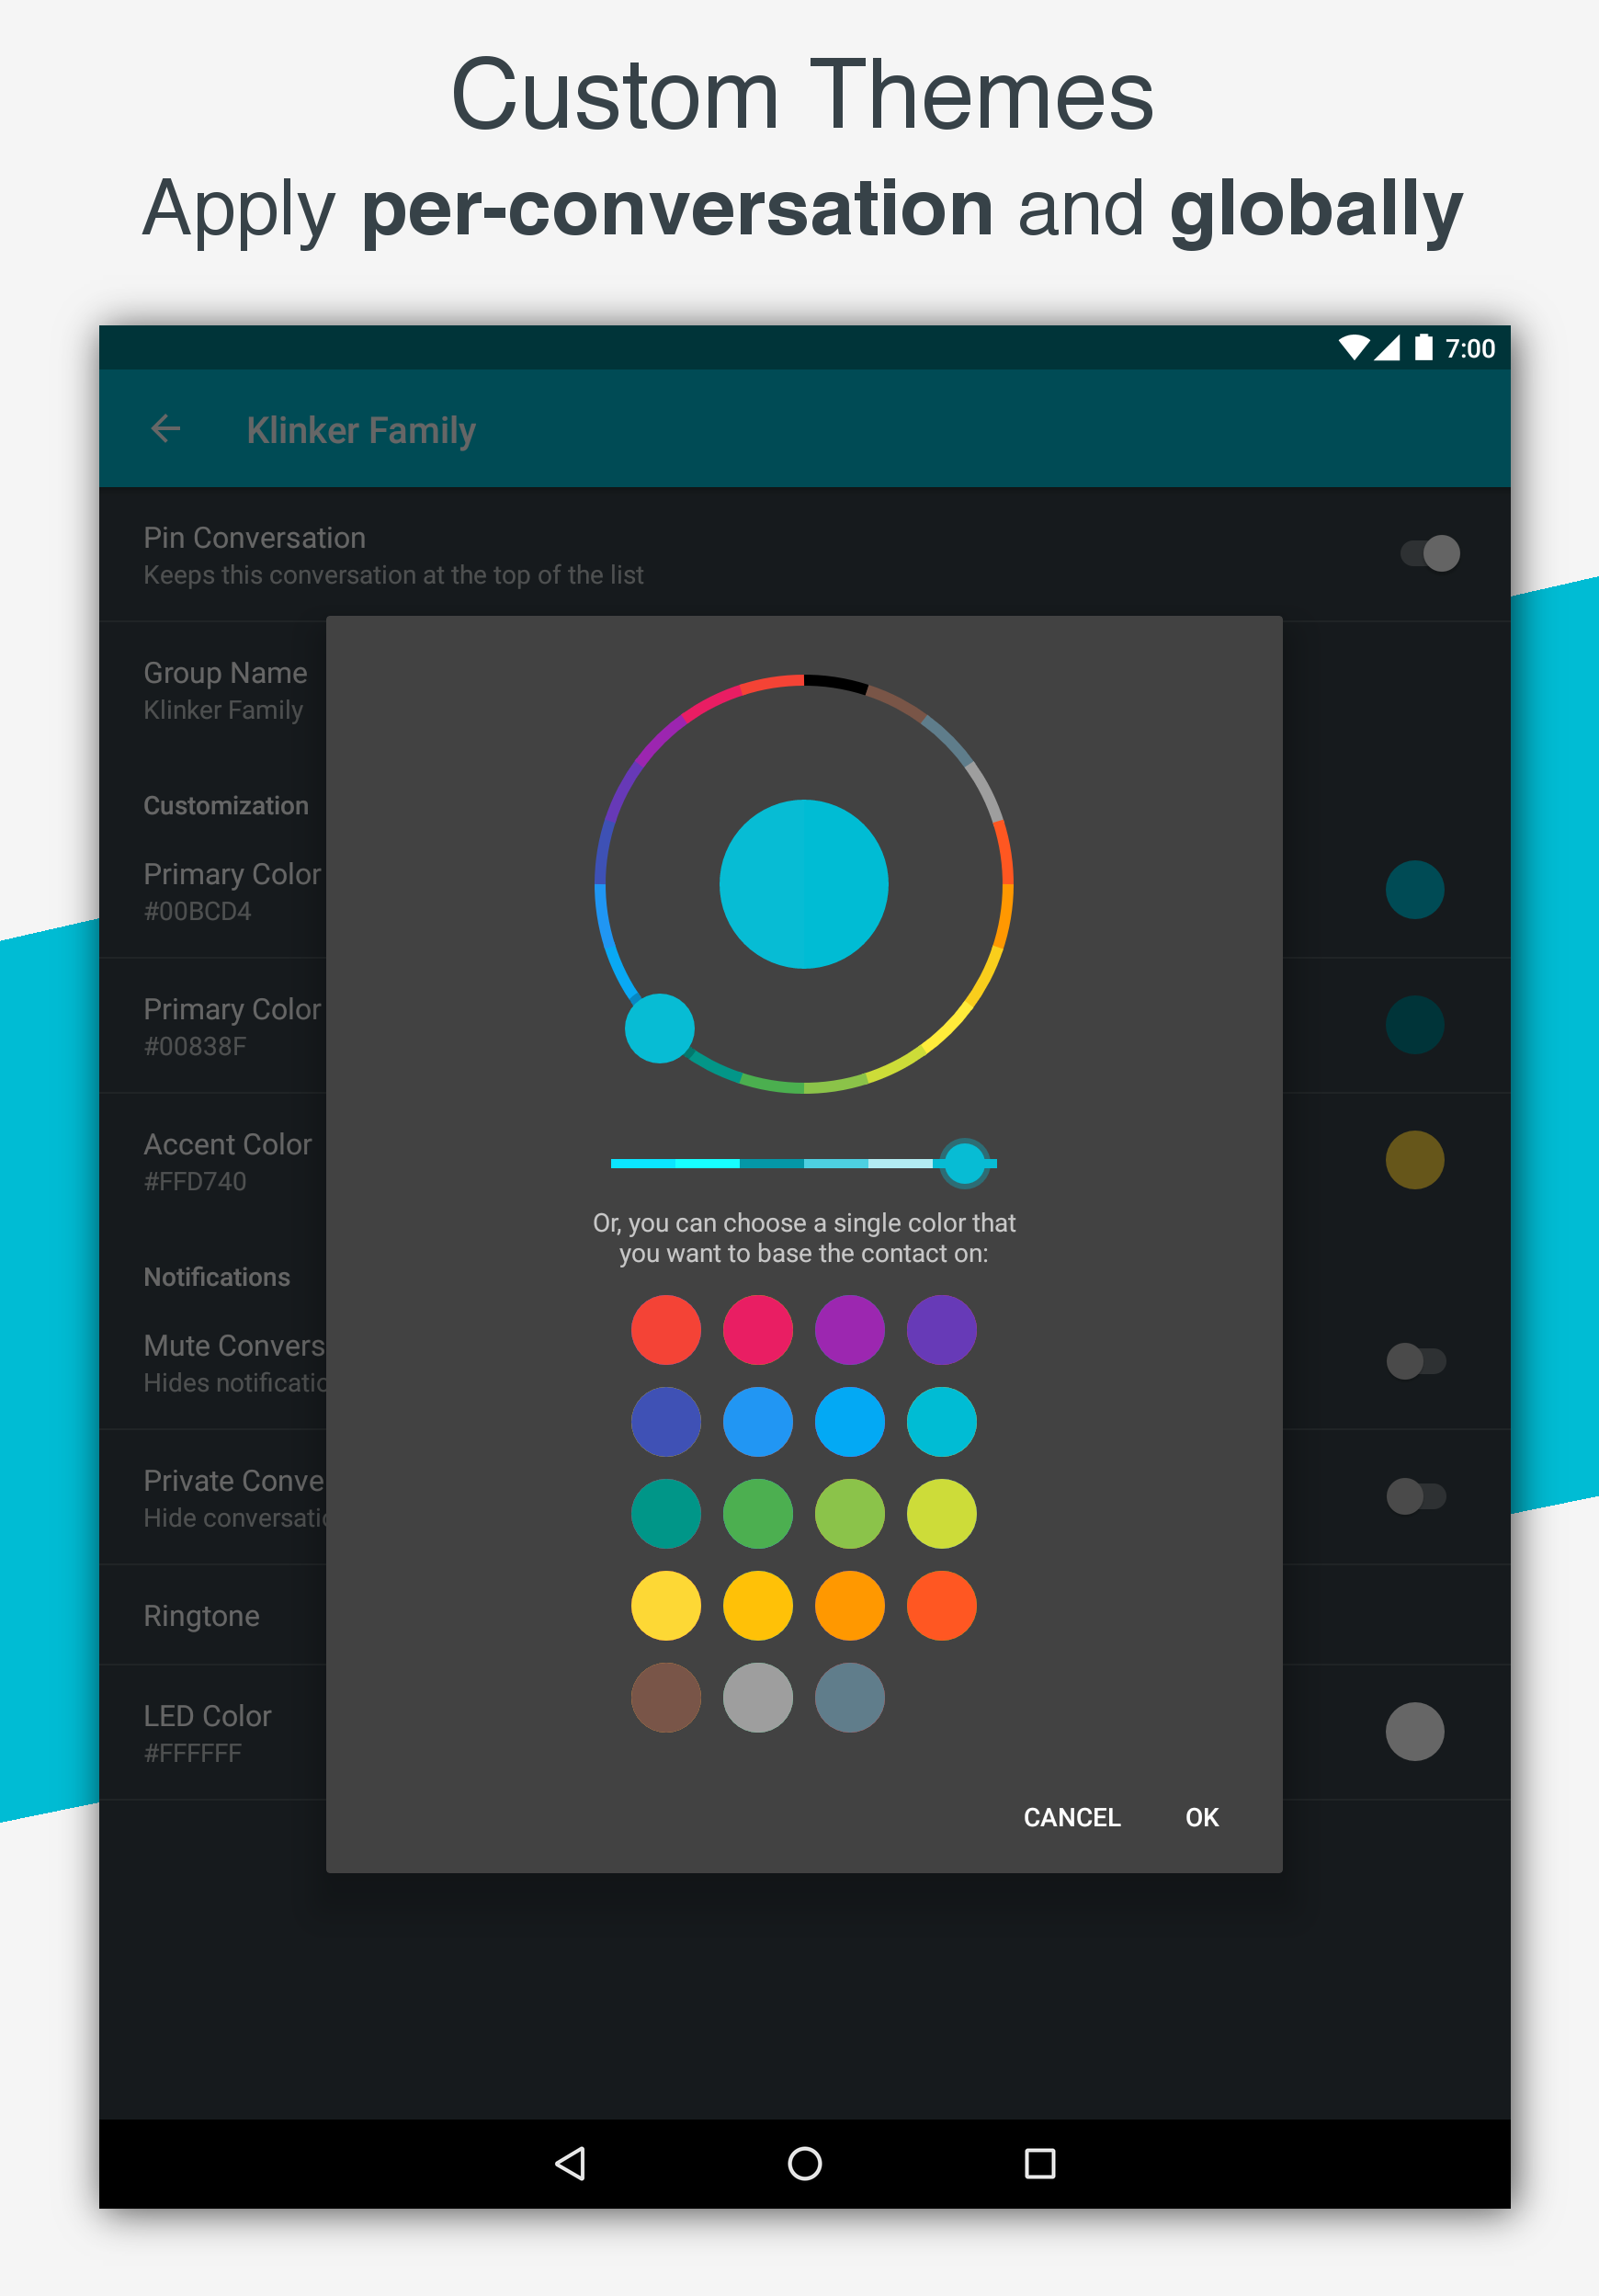 Custom Themes
Apply per-conversation and globally
7:00
Klinker Family
Pin Conversation
Keeps this conversation at the top of the list
Group Name
Klinker Family
Customization
Primary Color
#00BCD4
Primary Color
#00838F
Accent Color
#FFD740
Notifications
Mute Convers
Hides notificatio
Private Conve
Hide conversatio
Ringtone
LED Color
#FFFFFF
Or, you can choose a single color that
you want to base the contact on:
CANCEL OK